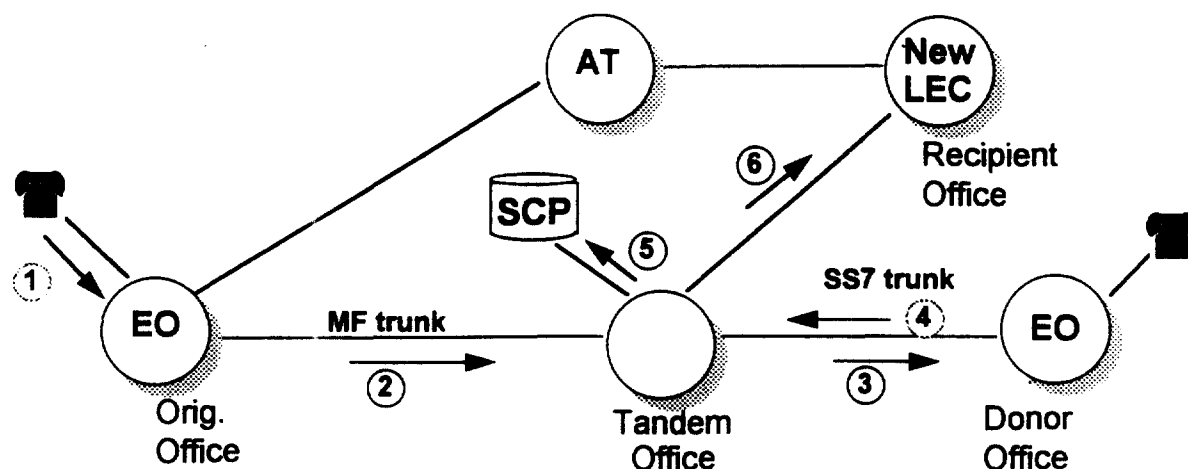 AT
New
LEC
Recipient
Office
6
SCP
5
1
SS7 trunk
4
EO
MF trunk
EO
2
3
Orig.
Office
Tandem
Office
Donor
Office